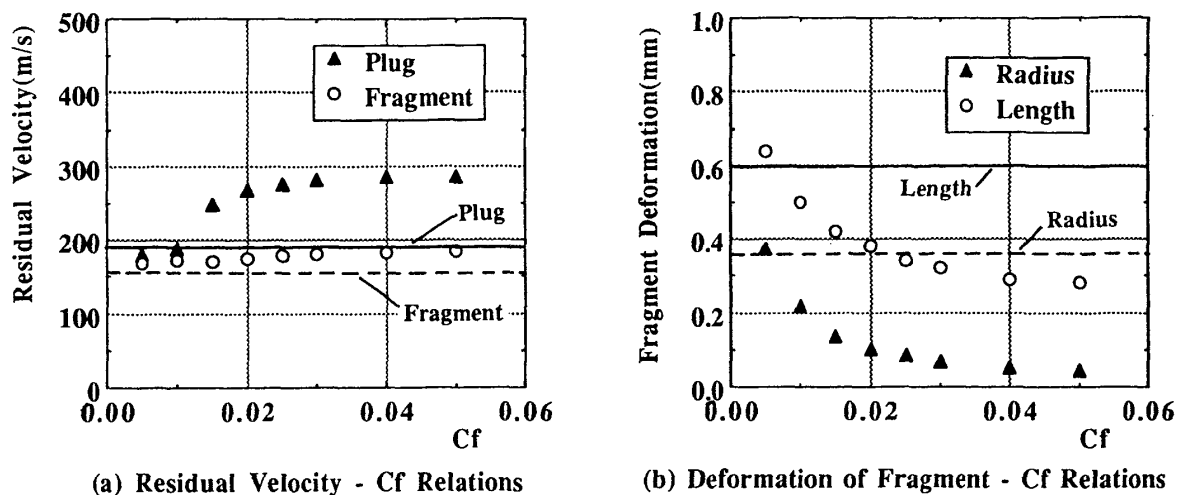 500
400
300
200
100
0
0.00
0.02
0.04
0.06
Residual Velocity(m/s)
Cf
▲ Plug
○ Fragment
Plug
Fragment
(a) Residual Velocity - Cf Relations
1.0
0.8
0.6
0.4
0.2
0.0
0.00
0.02
0.04
0.06
Fragment Deformation(mm)
Cf
▲ Radius
○ Length
Length
Radius
(b) Deformation of Fragment - Cf Relations